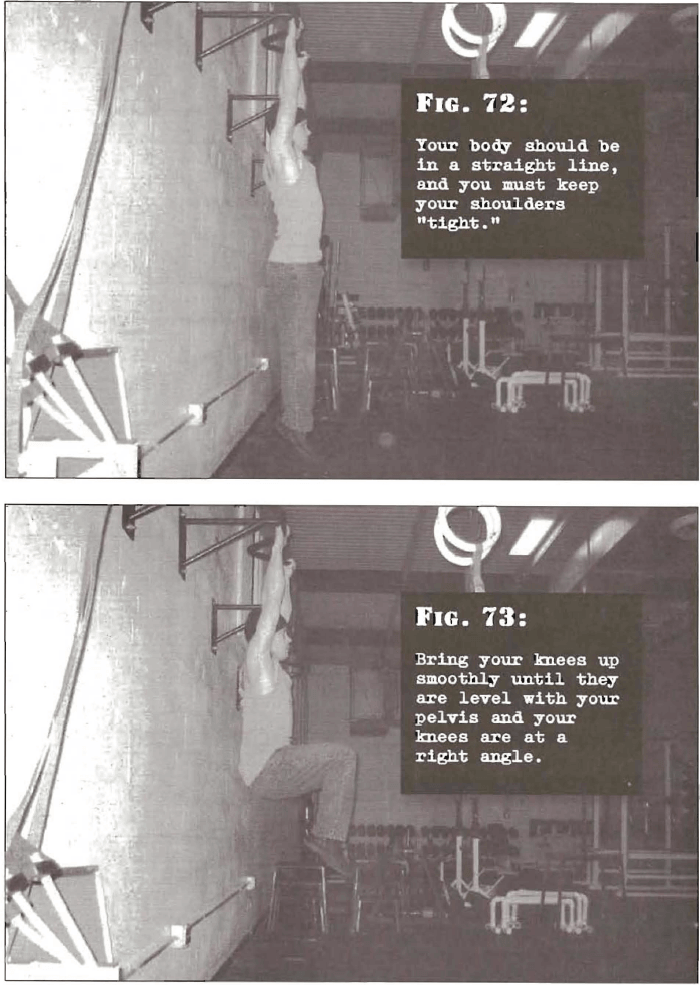 FIG. 72:
Your body should be
in a straight line,
and you must keep
your shoulders
"tight."
FIG. 73:
Bring your knees up
smoothly until they
are level with your
pelvis and your
knees are at a
right angle.